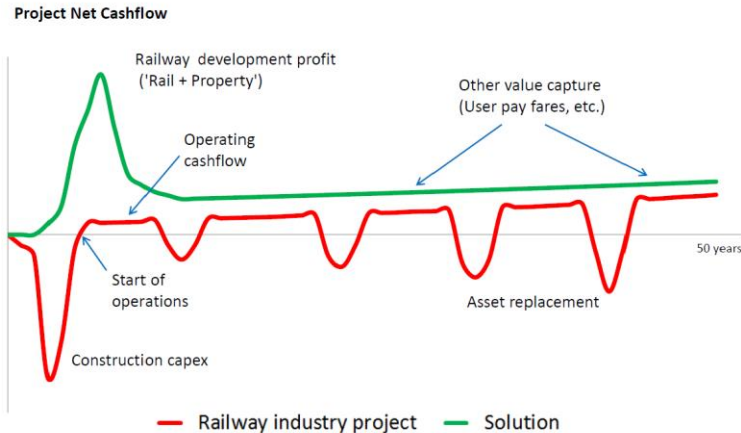 Project Net Cashflow
Railway development profit
('Rail + Property')
Other value capture
(User pay fares, etc.)
Operating
cashflow
50 years
Start of
operations
Asset replacement
Construction capex
Railway industry project
Solution